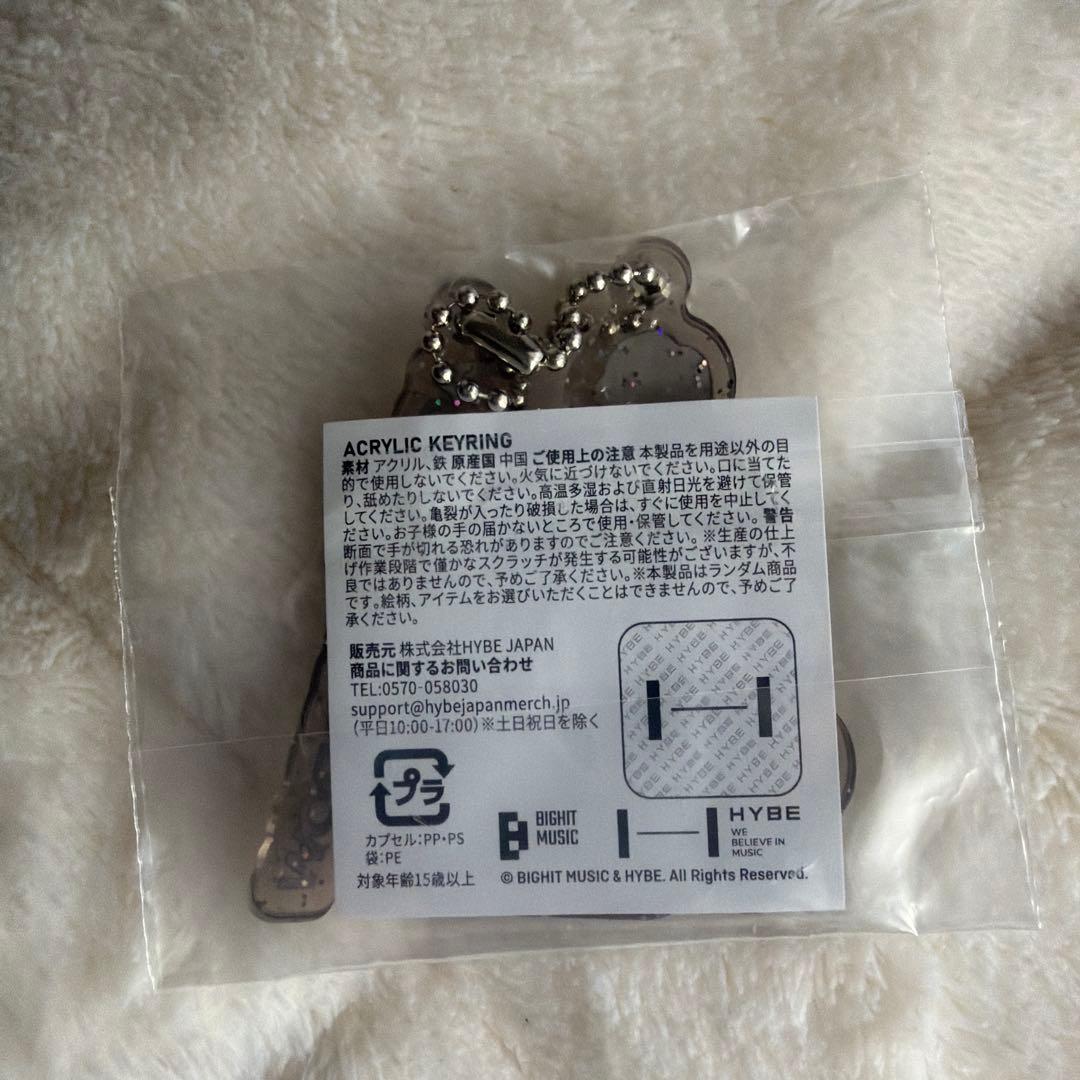 ACRYLIC KEYRING
素材 アクリル、鉄 原産国 中国 ご使用上の注意 本製品を用途以外の目
的で使用しないでください。火気に近づけないでください。口に当てた
り、舐めたりしないでください。高温多湿および直射日光を避けて保管
してください。亀裂が入ったり破損した場合は、すぐに使用を中止してく
ださい。お子様の手の届かないところで使用・保管してください。 警告
断面で手が切れる恐れがありますのでご注意ください。※生産の仕上
げ作業段階で僅かなスクラッチが発生する可能性がございますが、不
良ではありませんので、予めご了承ください。※本製品はランダム商品
です。絵柄、アイテムをお選びいただくことはできませんので、予めご了
承ください。
販売元 株式会社HYBE JAPAN
商品に関するお問い合わせ
TEL:0570-058030
support@hybejapanmerch.jp
(平日10:00-17:00)※土日祝日を除く
プラ
カプセル:PP・PS
袋:PE
対象年齢15歳以上
BIGHIT
MUSIC
HYBE
WE
BELIEVE IN
MUSIC
© BIGHIT MUSIC & HYBE. All Rights Reserved.